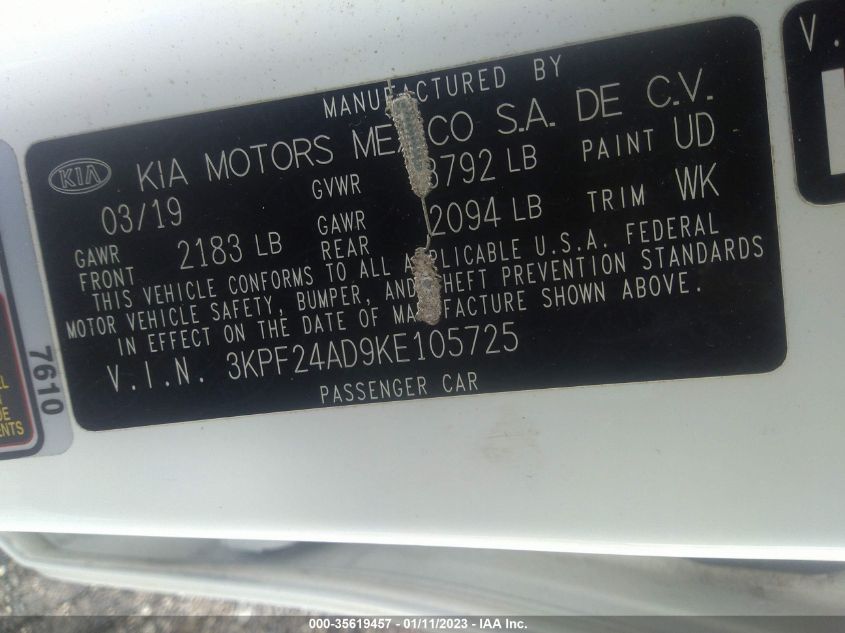 MANUFACTURED BY
KIA KIA MOTORS MEXICO S.A. DE C.V.
03/19 GVWR 3792 LB PAINT UD
GAWR FRONT 2183 LB GAWR REAR 2094 LB TRIM WK
THIS VEHICLE CONFORMS TO ALL APPLICABLE U.S.A. FEDERAL
MOTOR VEHICLE SAFETY, BUMPER, AND THEFT PREVENTION STANDARDS
IN EFFECT ON THE DATE OF MANUFACTURE SHOWN ABOVE.
V.I.N. 3KPF24AD9KE105725
PASSENGER CAR
7610
V.
000-35619457 - 01/11/2023 - IAA Inc.